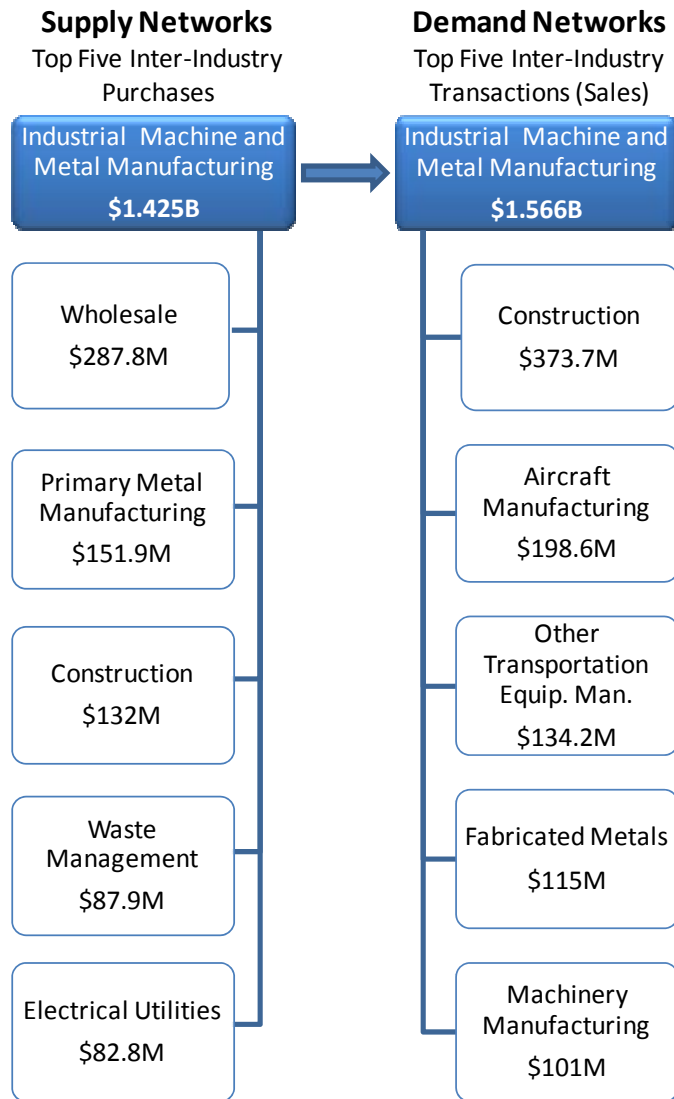 Supply Networks
Top Five Inter-Industry
Purchases
Industrial Machine and
Metal Manufacturing
$1.425B
Wholesale
$287.8M
Primary Metal
Manufacturing
$151.9M
Construction
$132M
Waste
Management
$87.9M
Electrical Utilities
$82.8M
Demand Networks
Top Five Inter-Industry
Transactions (Sales)
Industrial Machine and
Metal Manufacturing
$1.566B
Construction
$373.7M
Aircraft
Manufacturing
$198.6M
Other
Transportation
Equip. Man.
$134.2M
Fabricated Metals
$115M
Machinery
Manufacturing
$101M